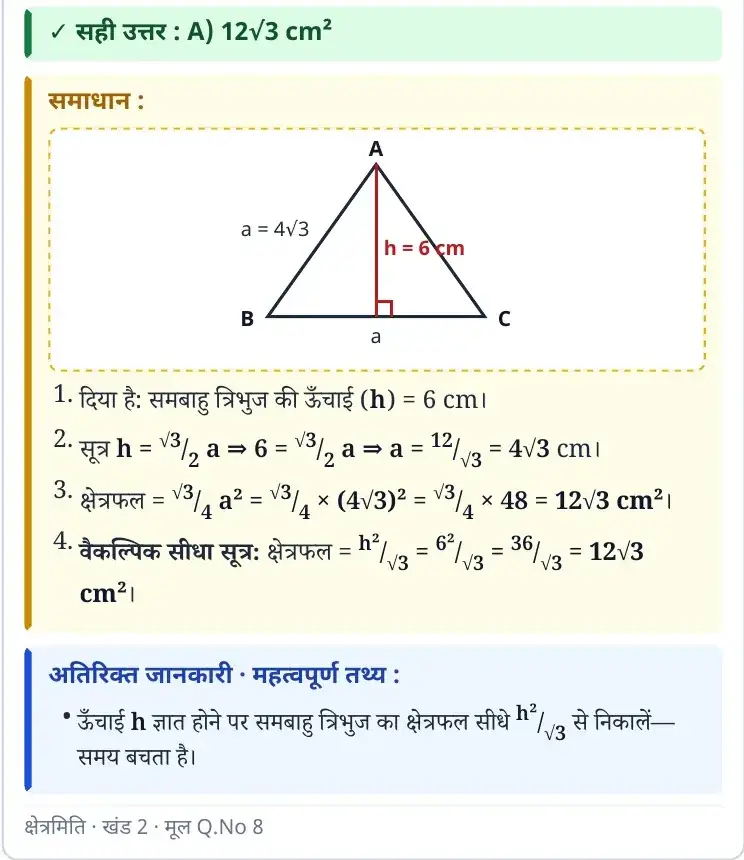 ✓ सही उत्तर : A) 12√3 cm²
समाधान :
A
a = 4√3
h = 6 cm
B
C
a
1. दिया है: समबाहु त्रिभुज की ऊँचाई (h) = 6 cm।
2. सूत्र h = √3/2 a ⇒ 6 = √3/2 a ⇒ a = 12/√3 = 4√3 cm।
3. क्षेत्रफल = √3/4 a² = √3/4 × (4√3)² = √3/4 × 48 = 12√3 cm²।
4. वैकल्पिक सीधा सूत्र: क्षेत्रफल = h²/√3 = 6²/√3 = 36/√3 = 12√3
cm²।
अतिरिक्त जानकारी · महत्वपूर्ण तथ्य :
• ऊँचाई h ज्ञात होने पर समबाहु त्रिभुज का क्षेत्रफल सीधे h²/√3 से निकालें—
समय बचता है।
क्षेत्रमिति · खंड 2 · मूल Q.No 8